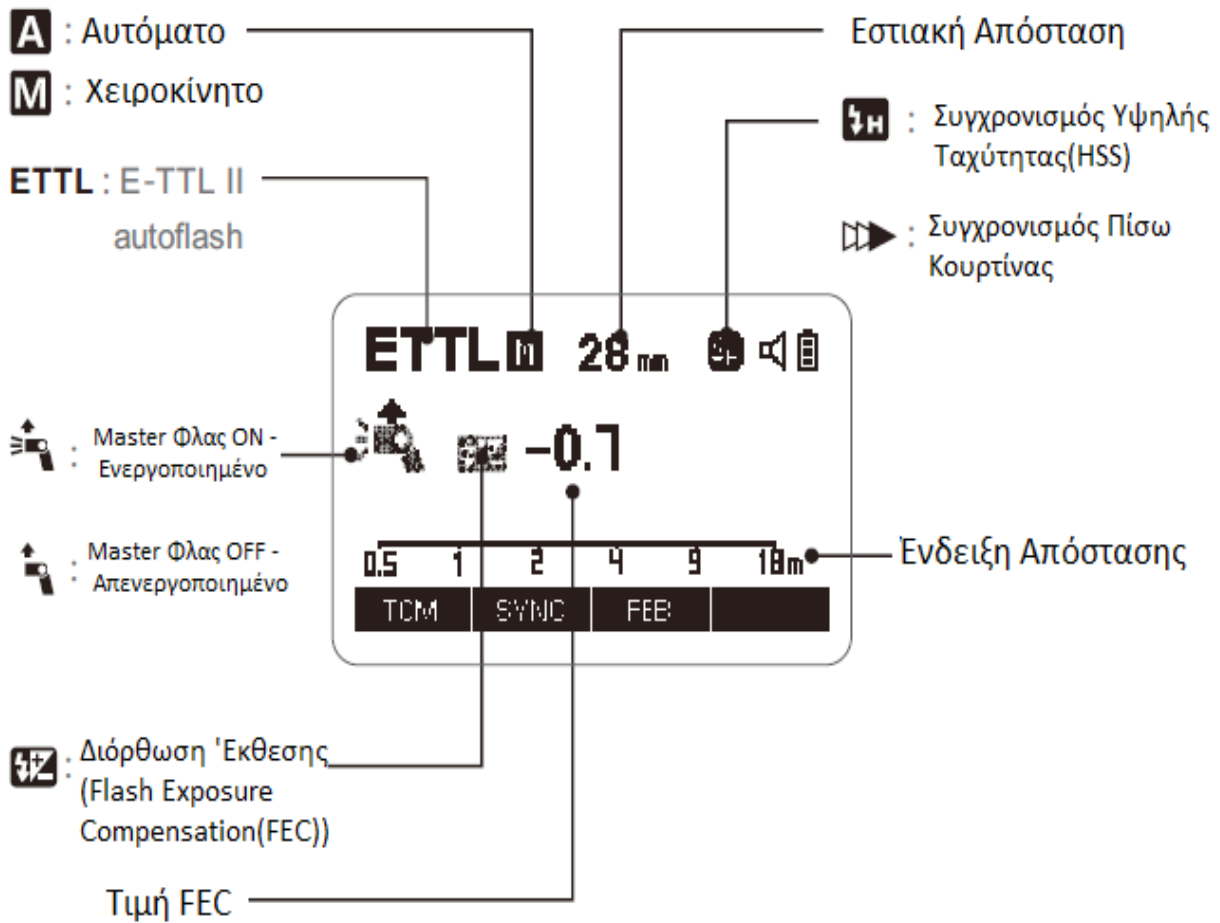 A : Αυτόματο
M : Χειροκίνητο
ETTL : E-TTL II
autoflash
Εστιακή Απόσταση
H : Συγχρονισμός Υψηλής
Ταχύτητας(HSS)
: Συγχρονισμός Πίσω
Κουρτίνας
ETTL M 28 mm
-0.7
0.5 1 2 4 9 18m
TCM SYNC FEB
: Master Φλας ON -
Ενεργοποιημένο
: Master Φλας OFF -
Απενεργοποιημένο
Ένδειξη Απόστασης
: Διόρθωση 'Εκθεσης
(Flash Exposure
Compensation(FEC))
Τιμή FEC